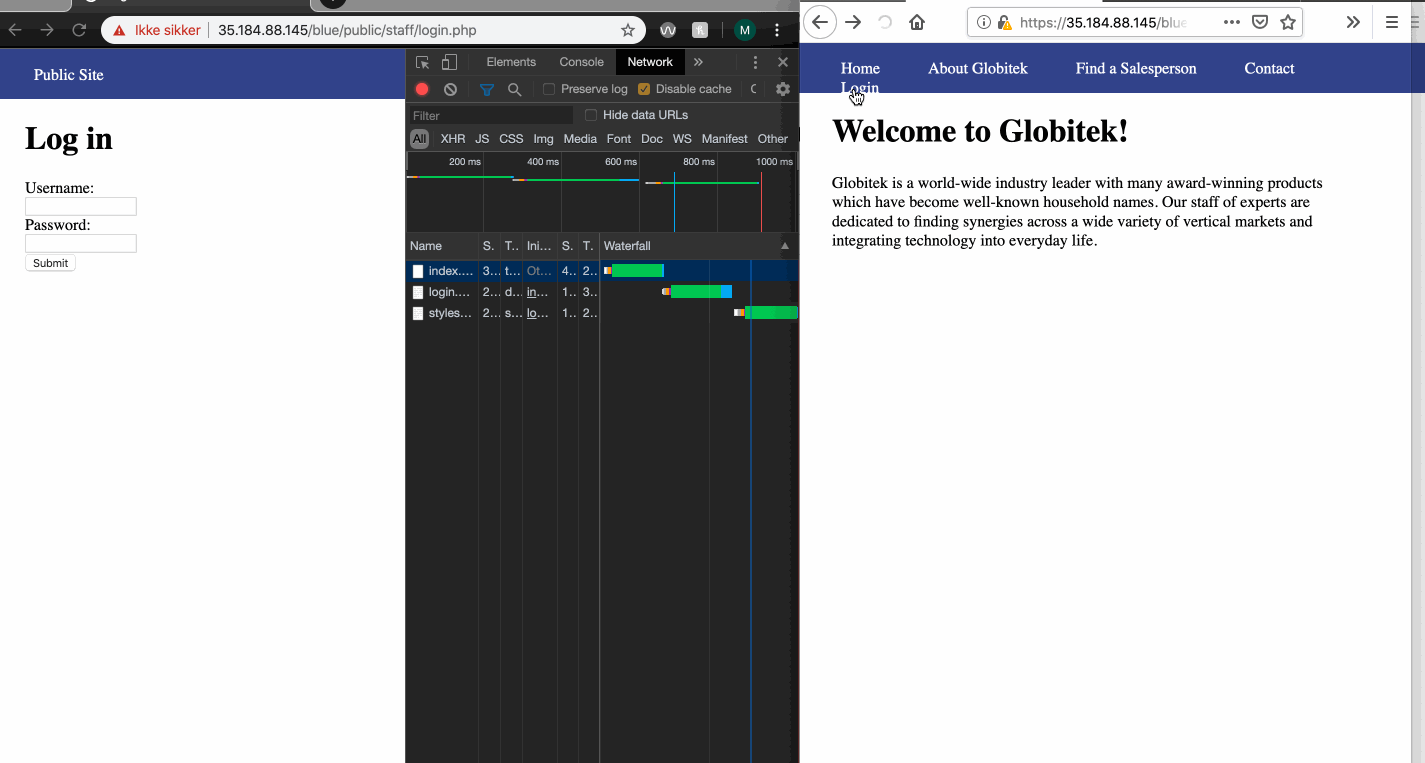 Ikke sikker 35.184.88.145/blue/public/staff/login.php
M
Public Site
Log in
Username:
Password:
Submit
Elements Console Network
Preserve log Disable cache
Filter Hide data URLs
All XHR JS CSS Img Media Font Doc WS Manifest Other
200 ms 400 ms 600 ms 800 ms 1000 ms
Name S. T.. Ini... S. T. Waterfall
index.... 3... t... Ot... 4.. 2...
login.... 2... d... in... 1... 3...
styles... 2... s... lo... 1... 2...
https://35.184.88.145/blue
Home About Globitek Find a Salesperson Contact
Login
Welcome to Globitek!
Globitek is a world-wide industry leader with many award-winning products
which have become well-known household names. Our staff of experts are
dedicated to finding synergies across a wide variety of vertical markets and
integrating technology into everyday life.